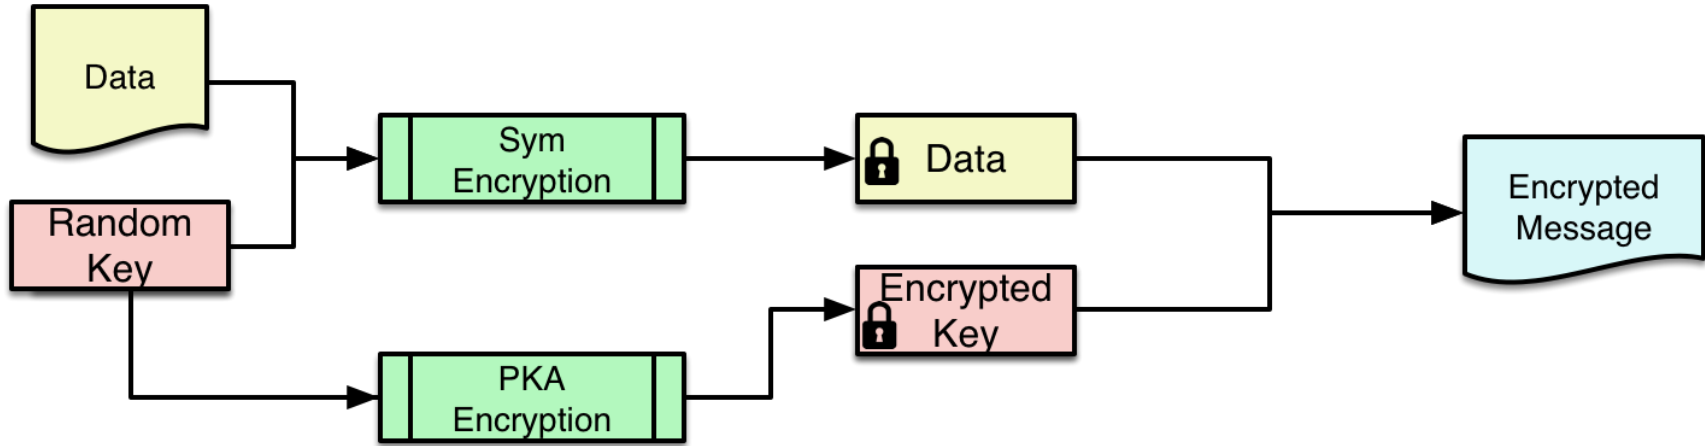 Data
Random
Key
Sym
Encryption
PKA
Encryption
Data
Encrypted
Key
Encrypted
Message